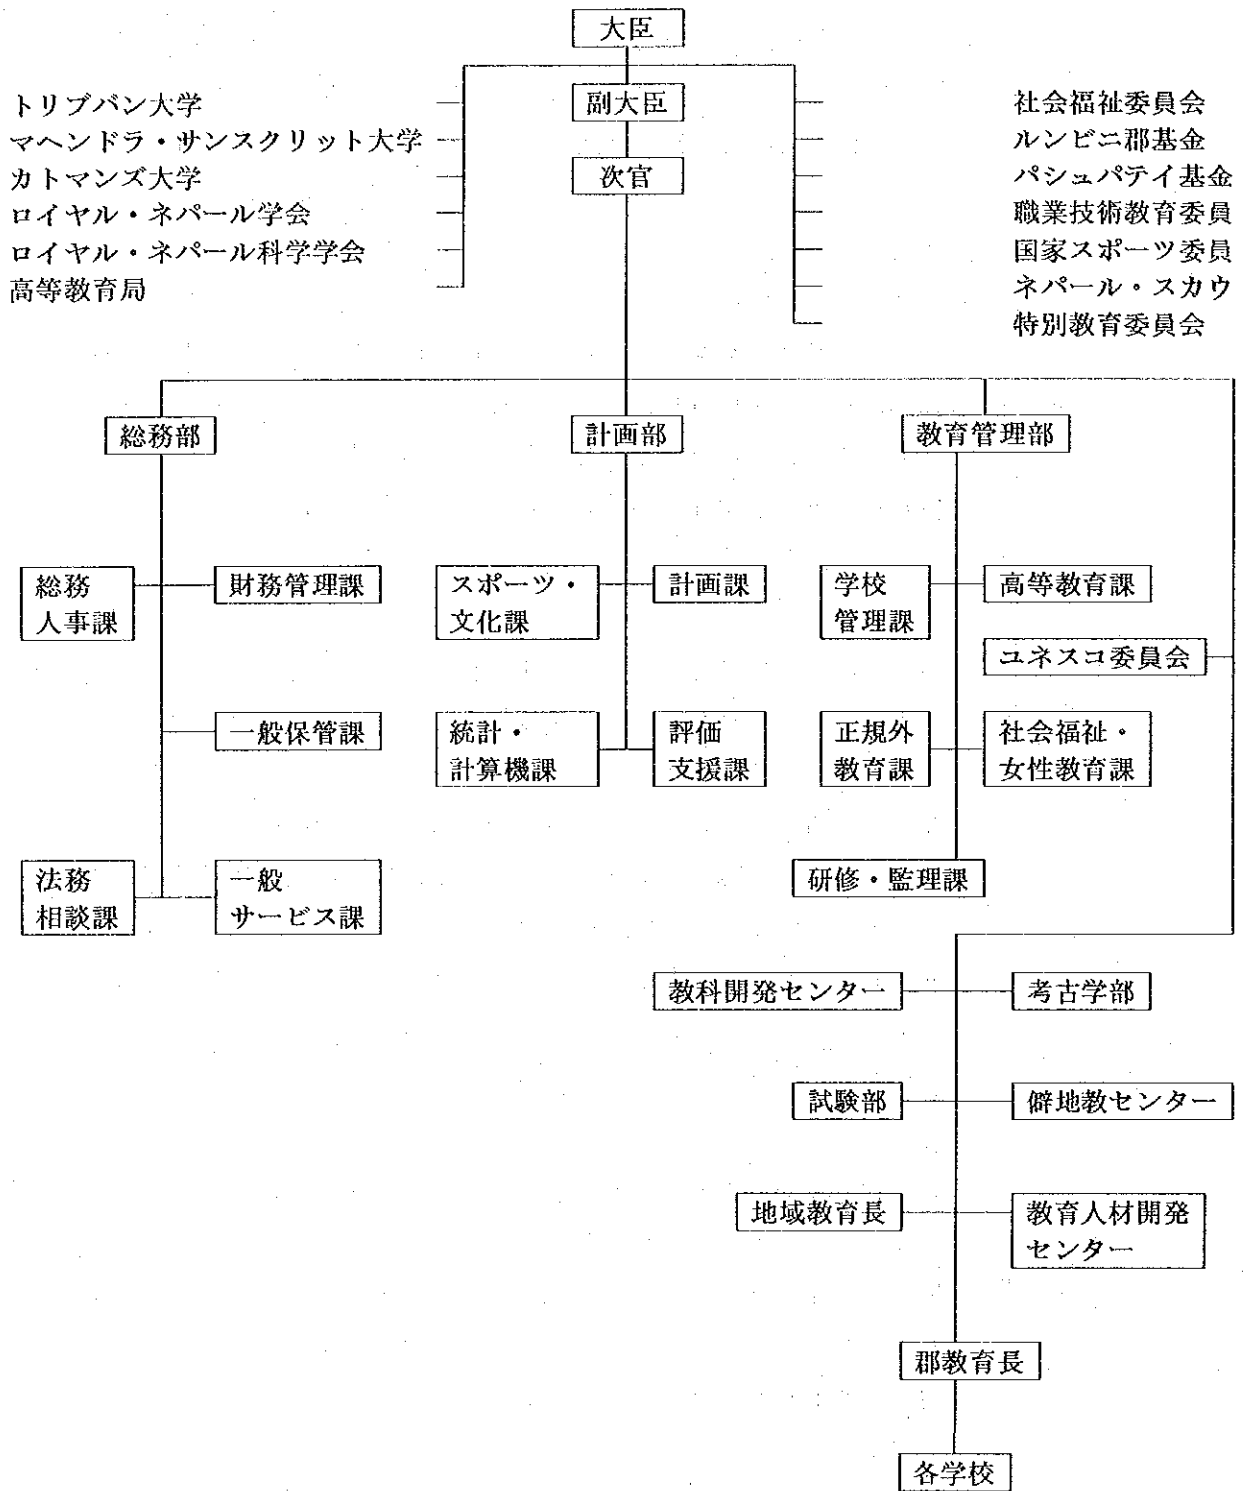 大臣
トリブバン大学
マヘンドラ・サンスクリット大学
カトマンズ大学
ロイヤル・ネパール学会
ロイヤル・ネパール科学学会
高等教育局
副大臣
次官
社会福祉委員会
ルンビニ郡基金
パシュパテイ基金
職業技術教育委員
国家スポーツ委員
ネパール・スカウ
特別教育委員会
総務部
計画部
教育管理部
総務
人事課
財務管理課
スポーツ・
文化課
計画課
学校
管理課
高等教育課
ユネスコ委員会
一般保管課
統計・
計算機課
評価
支援課
正規外
教育課
社会福祉・
女性教育課
法務
相談課
一般
サービス課
研修・監理課
教科開発センター
考古学部
試験部
僻地教センター
地域教育長
教育人材開発
センター
郡教育長
各学校